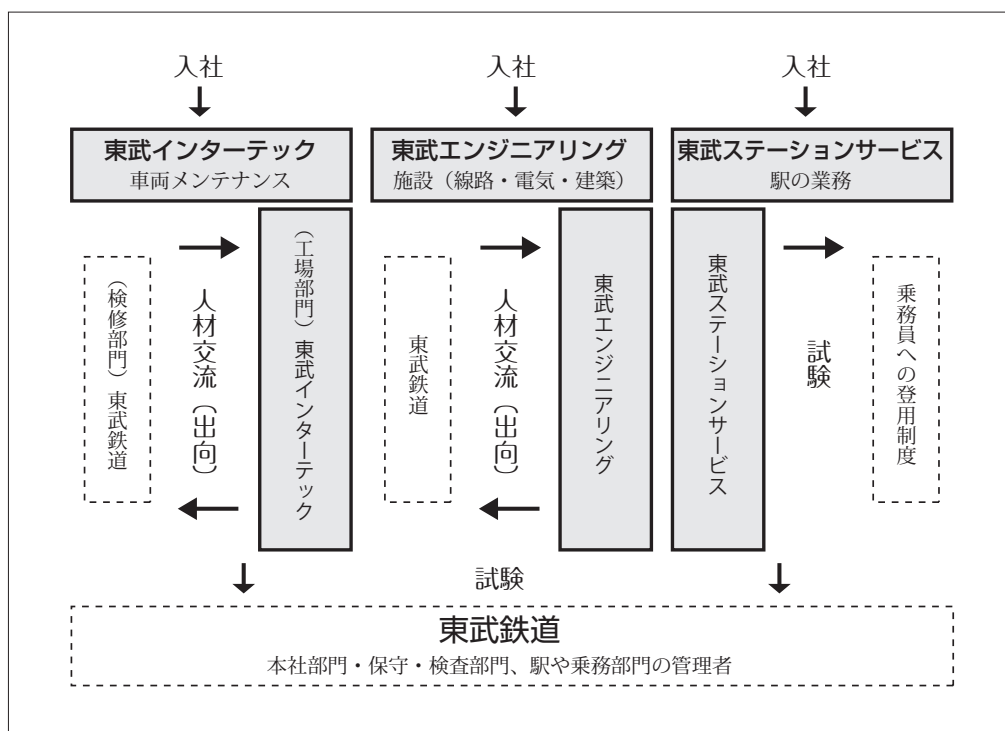 入社
入社
入社
東武インターテック
車両メンテナンス
東武エンジニアリング
施設（線路・電気・建築）
東武ステーションサービス
駅の業務
（検修部門）東武鉄道
人材交流（出向）
（工場部門）東武インターテック
東武鉄道
人材交流（出向）
東武エンジニアリング
東武ステーションサービス
試験
乗務員への登用制度
試験
東武鉄道
本社部門・保守・検査部門、駅や乗務部門の管理者